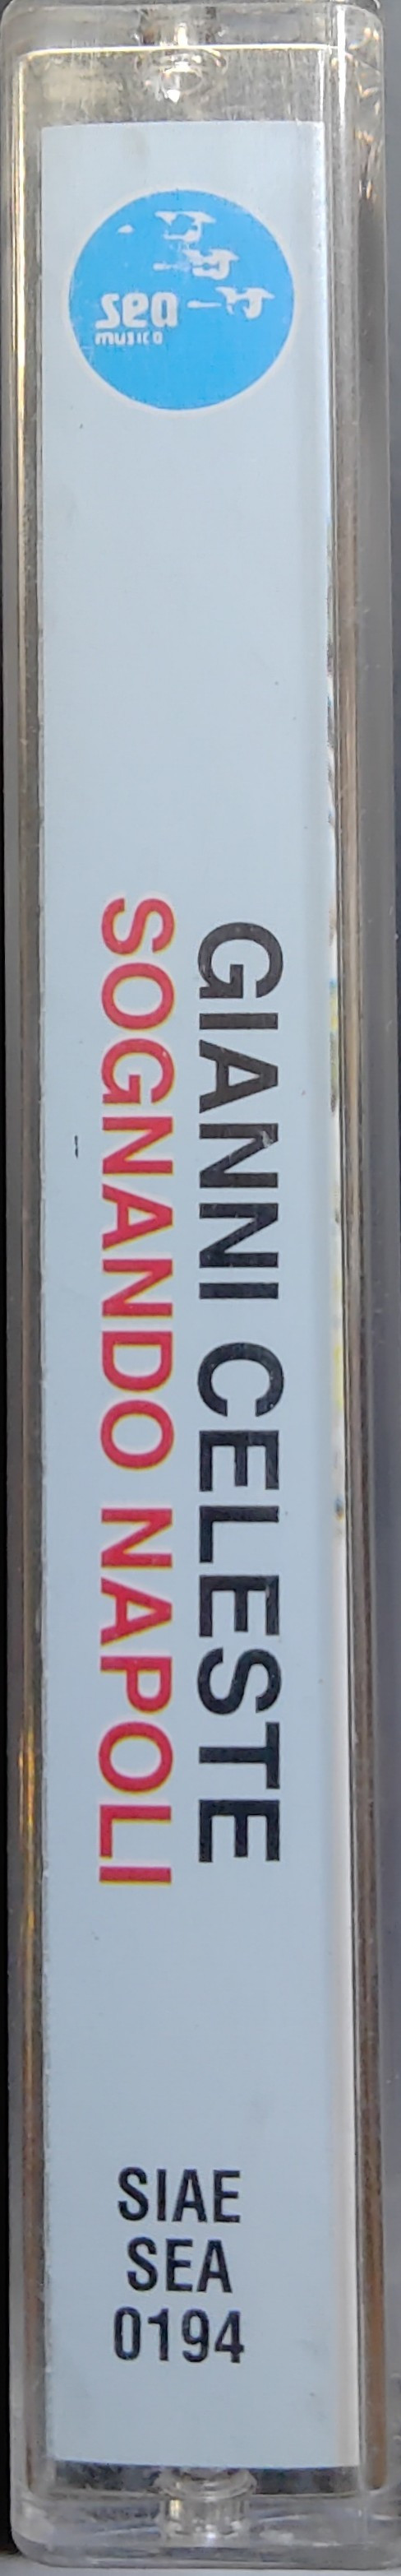 sea
musica
GIANNI CELESTE
SOGNANDO NAPOLI
SIAE
SEA
0194